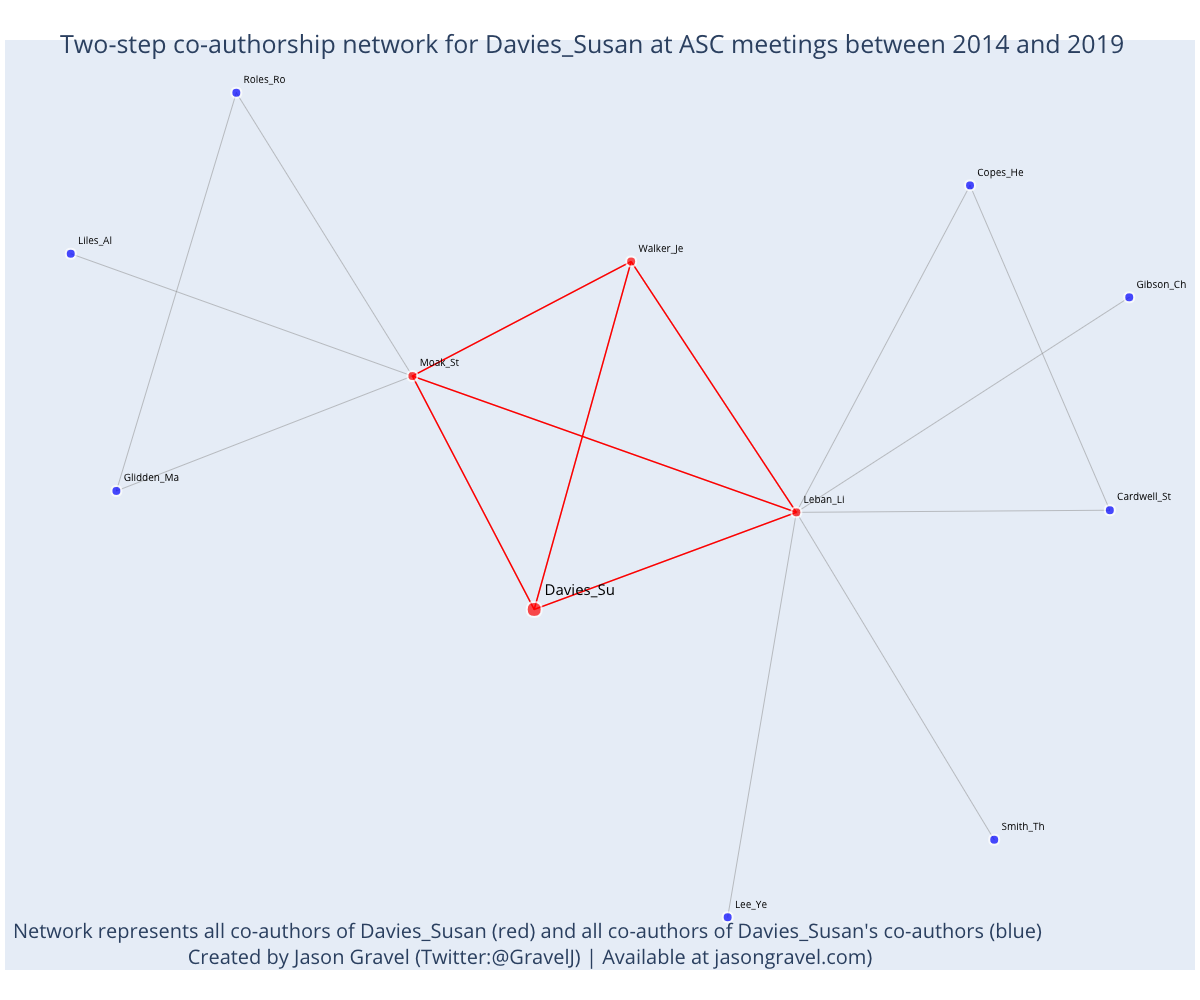 Two-step co-authorship network for Davies_Susan at ASC meetings between 2014 and 2019
Roles_Ro
Copes_He
Liles_Al
Walker_Je
Gibson_Ch
Moak_St
Glidden_Ma
Cardwell_St
Leban_Li
Davies_Su
Smith_Th
Lee_Ye
Network represents all co-authors of Davies_Susan (red) and all co-authors of Davies_Susan's co-authors (blue)
Created by Jason Gravel (Twitter:@GravelJ) | Available at jasongravel.com)